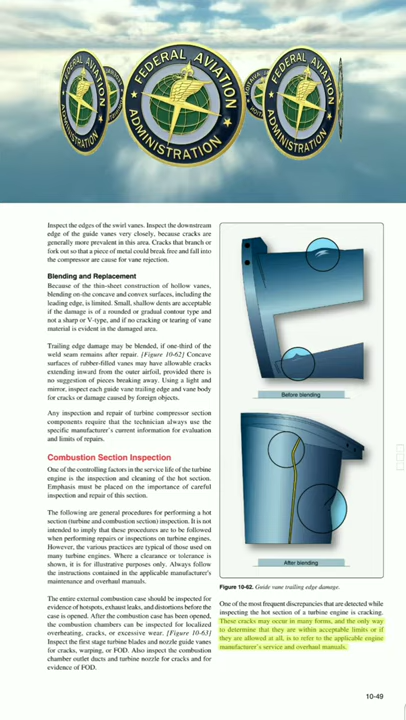 FEDERAL AVIATION
ADMINISTRATION
FEDERAL AVIATION
ADMINISTRATION
FEDERAL AVIATION
ADMINISTRATION
Inspect the edges of the swirl vanes. Inspect the downstream
edge of the guide vanes very closely, because cracks are
generally more prevalent in this area. Cracks that branch or
fork out so that a piece of metal could break free and fall into
the compressor are cause for vane rejection.
Blending and Replacement
Because of the thin-sheet construction of hollow vanes,
blending on the concave and convex surfaces, including the
leading edge, is limited. Small, shallow dents are acceptable
if the damage is of a rounded or gradual contour type and
not a sharp or V-type, and if no cracking or tearing of vane
material is evident in the damaged area.
Trailing edge damage may be blended, if one-third of the
weld seam remains after repair. [Figure 10-62] Concave
surfaces of rubber-filled vanes may have allowable cracks
extending inward from the outer airfoil, provided there is
no suggestion of pieces breaking away. Using a light and
mirror, inspect each guide vane trailing edge and vane body
for cracks or damage caused by foreign objects.
Any inspection and repair of turbine compressor section
components require that the technician always use the
specific manufacturer's current information for evaluation
and limits of repairs.
Combustion Section Inspection
One of the controlling factors in the service life of the turbine
engine is the inspection and cleaning of the hot section.
Emphasis must be placed on the importance of careful
inspection and repair of this section.
The following are general procedures for performing a hot
section (turbine and combustion section) inspection. It is not
intended to imply that these procedures are to be followed
when performing repairs or inspections on turbine engines.
However, the various practices are typical of those used on
many turbine engines. Where a clearance or tolerance is
shown, it is for illustrative purposes only. Always follow
the instructions contained in the applicable manufacturer's
maintenance and overhaul manuals.
The entire external combustion case should be inspected for
evidence of hotspots, exhaust leaks, and distortions before the
case is opened. After the combustion case has been opened,
the combustion chambers can be inspected for localized
overheating, cracks, or excessive wear. [Figure 10-63]
Inspect the first stage turbine blades and nozzle guide vanes
for cracks, warping, or FOD. Also inspect the combustion
chamber outlet ducts and turbine nozzle for cracks and for
evidence of FOD.
Before blending
After blending
Figure 10-62. Guide vane trailing edge damage.
One of the most frequent discrepancies that are detected while
inspecting the hot section of a turbine engine is cracking.
These cracks may occur in many forms, and the only way
to determine that they are within acceptable limits or if
they are allowed at all, is to refer to the applicable engine
manufacturer's service and overhaul manuals.
10-49